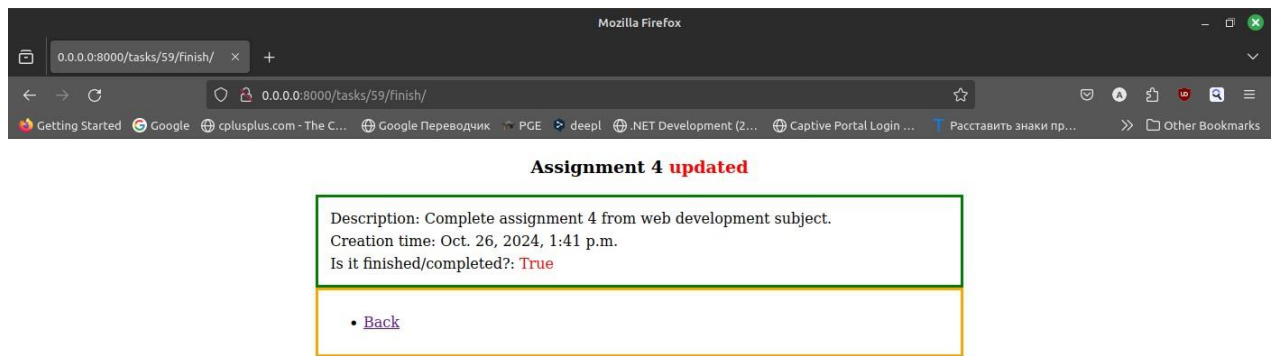 Mozilla Firefox
0.0.0.0:8000/tasks/59/finish/
0.0.0.0:8000/tasks/59/finish/
Getting Started Google cplusplus.com - The C... Google Переводчик PGE deepl .NET Development (2... Captive Portal Login ... Расставить знаки пр... Other Bookmarks
Assignment 4 updated
Description: Complete assignment 4 from web development subject.
Creation time: Oct. 26, 2024, 1:41 p.m.
Is it finished/completed?: True
• Back